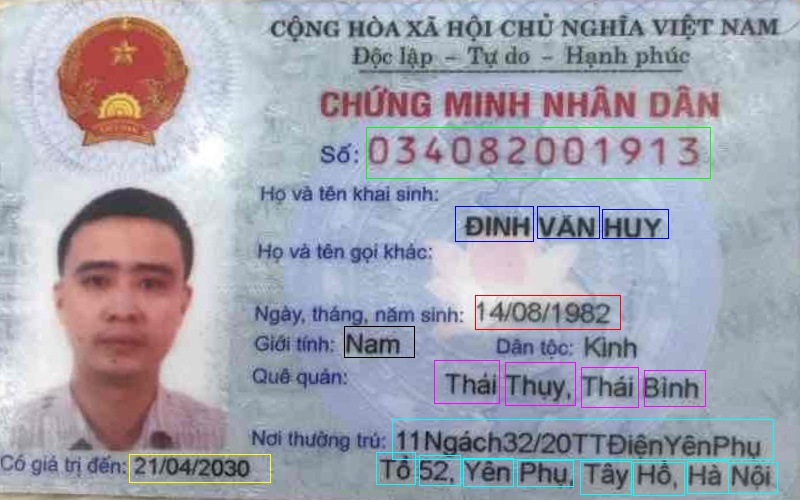 CỘNG HÒA XÃ HỘI CHỦ NGHĨA VIỆT NAM
Độc lập – Tự do – Hạnh phúc
CHỨNG MINH NHÂN DÂN
Số: 034082001913
Họ và tên khai sinh:
ĐINH VĂN HUY
Họ và tên gọi khác:
Ngày, tháng, năm sinh: 14/08/1982
Giới tính: Nam Dân tộc: Kinh
Quê quán: Thái Thụy, Thái Bình
Nơi thường trú: 11Ngách32/20TTĐiệnYênPhụ
Tổ 52, Yên Phụ, Tây Hồ, Hà Nội
Có giá trị đến: 21/04/2030